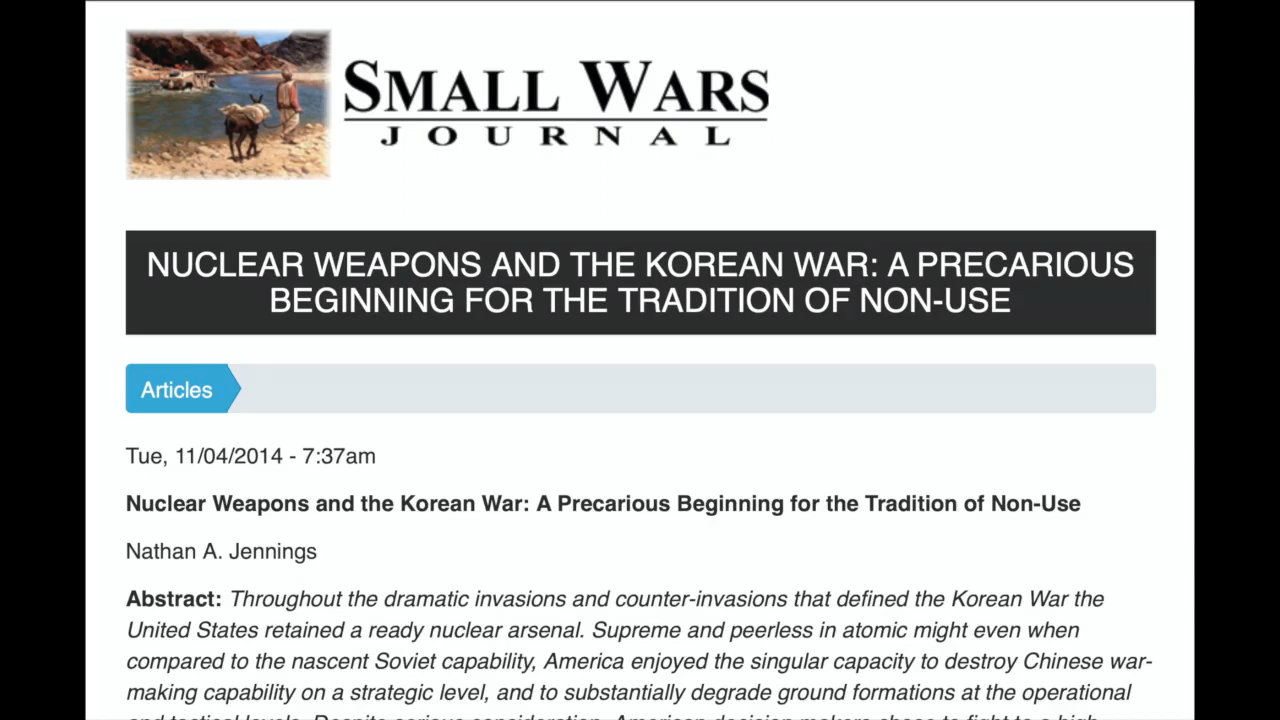 SMALL WARS
JOURNAL
NUCLEAR WEAPONS AND THE KOREAN WAR: A PRECARIOUS
BEGINNING FOR THE TRADITION OF NON-USE
Articles
Tue, 11/04/2014 - 7:37am
Nuclear Weapons and the Korean War: A Precarious Beginning for the Tradition of Non-Use
Nathan A. Jennings
Abstract: Throughout the dramatic invasions and counter-invasions that defined the Korean War the
United States retained a ready nuclear arsenal. Supreme and peerless in atomic might even when
compared to the nascent Soviet capability, America enjoyed the singular capacity to destroy Chinese war-
making capability on a strategic level, and to substantially degrade ground formations at the operational